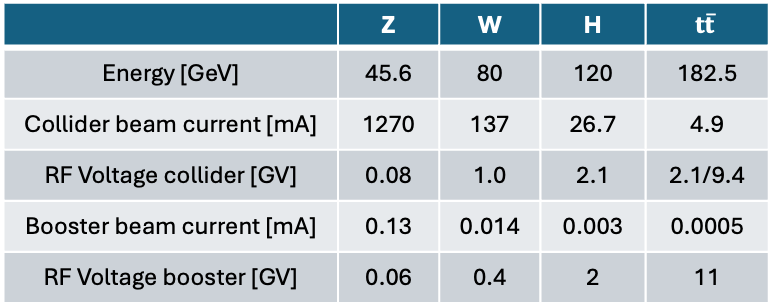 Z W H tt̄
Energy [GeV] 45.6 80 120 182.5
Collider beam current [mA] 1270 137 26.7 4.9
RF Voltage collider [GV] 0.08 1.0 2.1 2.1/9.4
Booster beam current [mA] 0.13 0.014 0.003 0.0005
RF Voltage booster [GV] 0.06 0.4 2 11